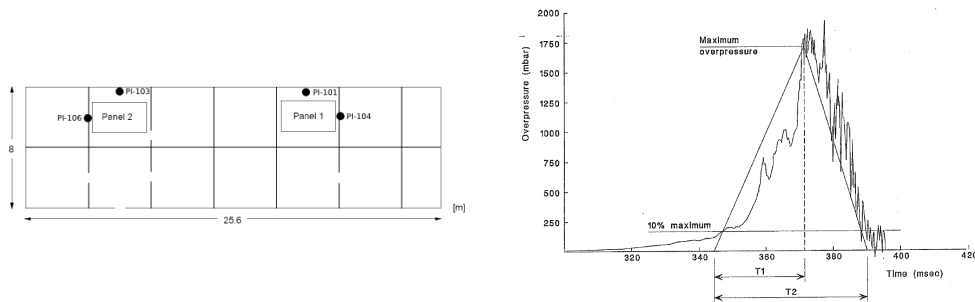 PI-103
PI-101
PI-106
Panel 2
Panel 1
PI-104
8
25.6
[m]
2000
1750
1500
1250
1000
750
500
250
Overpressure (mbar)
Maximum
overpressure
10% maximum
320
340
360
380
400
420
Time (msec)
T1
T2